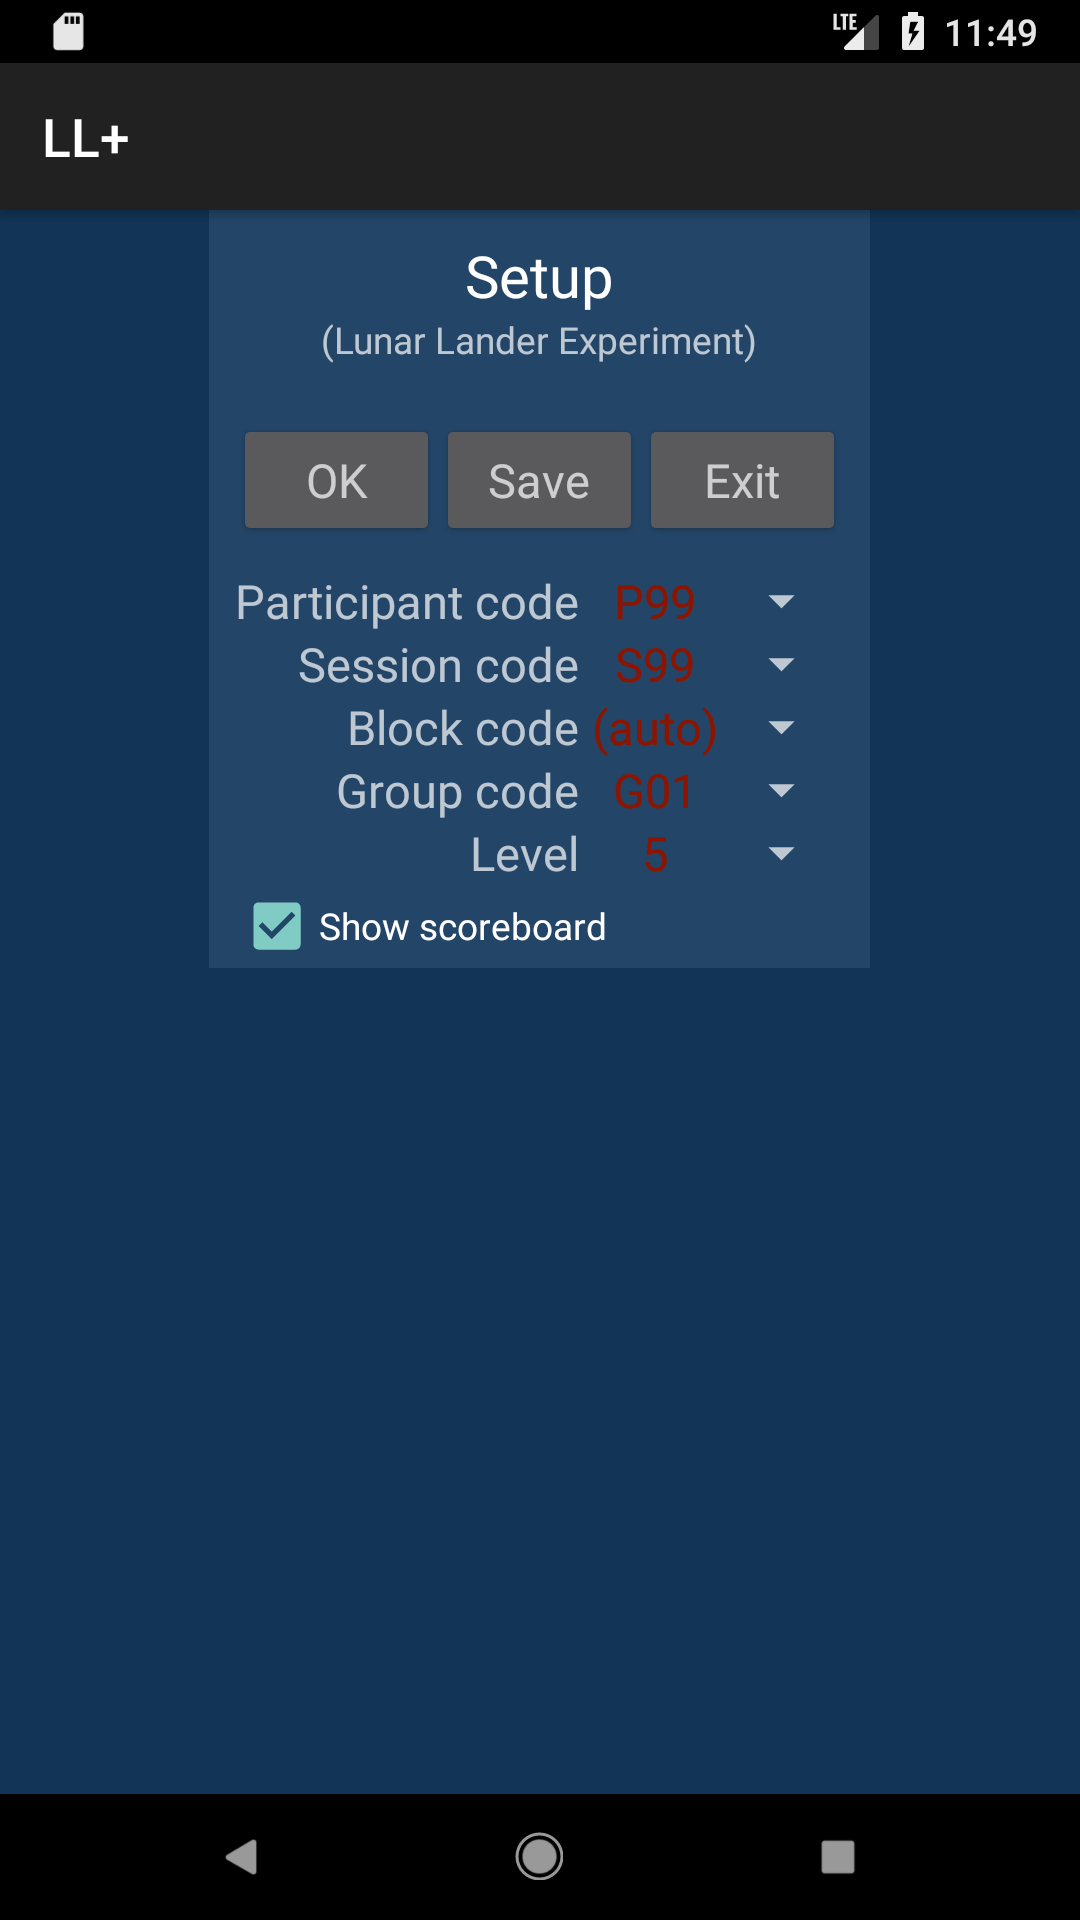 LTE 11:49
LL+
Setup
(Lunar Lander Experiment)
OK Save Exit
Participant code P99
Session code S99
Block code (auto)
Group code G01
Level 5
Show scoreboard